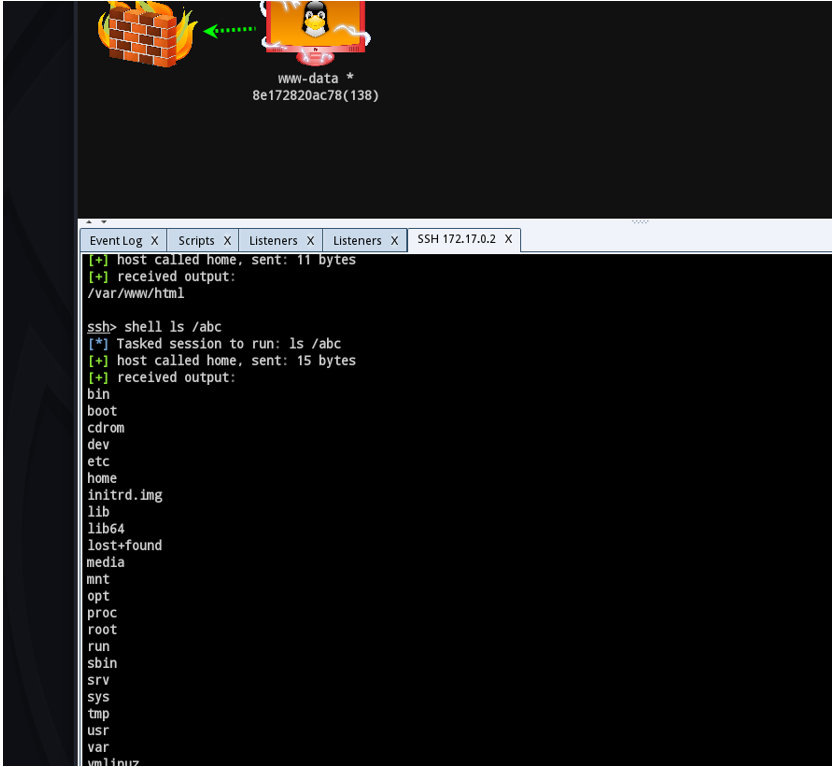 www-data *
8e172820ac78(138)
Event Log X Scripts X Listeners X Listeners X SSH 172.17.0.2 X
[+] host called home, sent: 11 bytes
[+] received output:
/var/www/html
ssh> shell ls /abc
[*] Tasked session to run: ls /abc
[+] host called home, sent: 15 bytes
[+] received output:
bin
boot
cdrom
dev
etc
home
initrd.img
lib
lib64
lost+found
media
mnt
opt
proc
root
run
sbin
srv
sys
tmp
usr
var
vmlinuz